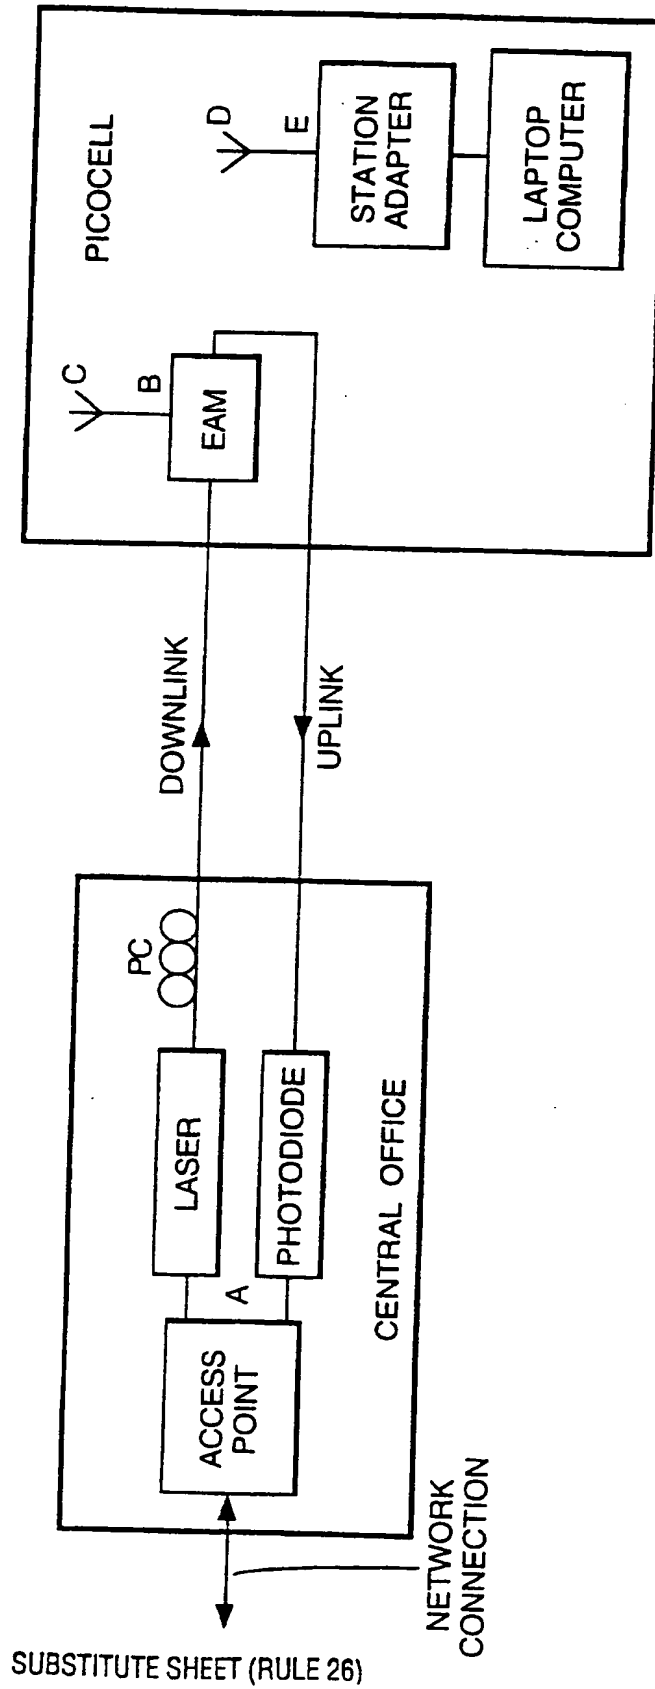 PICOCELL
C
B
EAM
D
E
STATION
ADAPTER
LAPTOP
COMPUTER
DOWNLINK
UPLINK
PC
LASER
PHOTODIODE
A
ACCESS
POINT
CENTRAL OFFICE
NETWORK
CONNECTION
SUBSTITUTE SHEET (RULE 26)